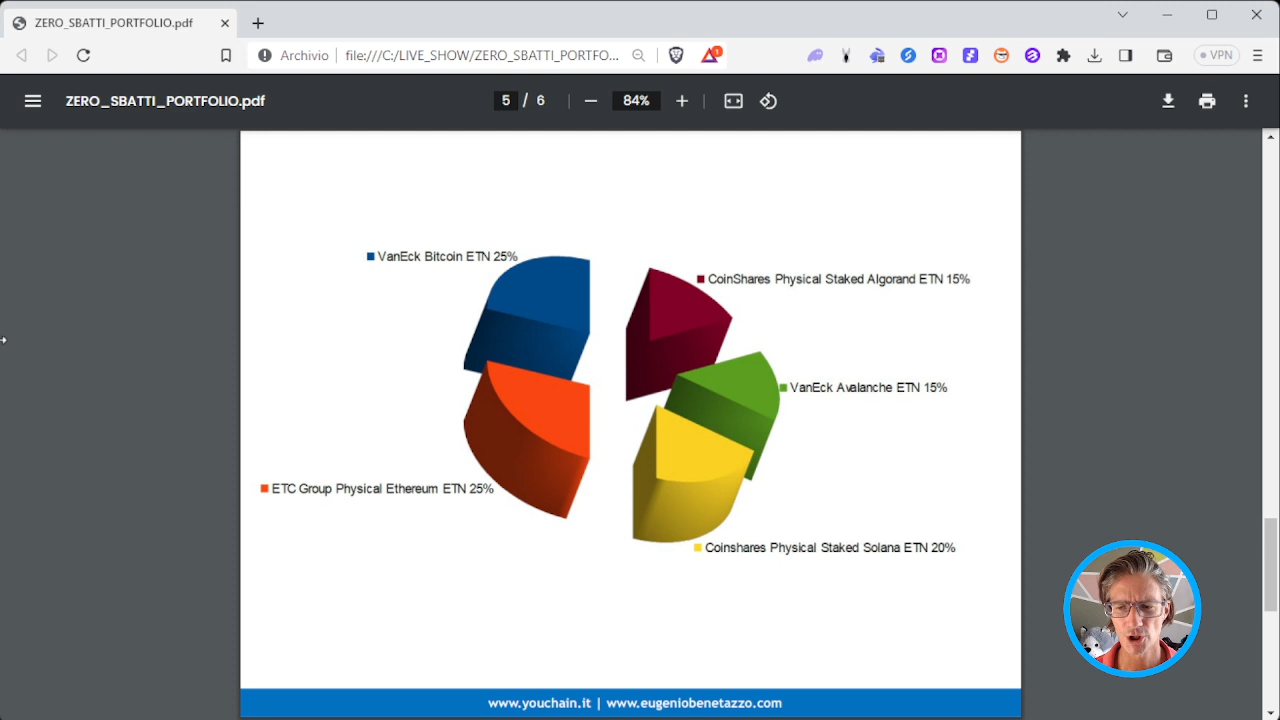 ZERO_SBATTI_PORTFOLIO.pdf
Archivio
file:///C:/LIVE_SHOW/ZERO_SBATTI_PORTFO...
1
VPN
ZERO_SBATTI_PORTFOLIO.pdf
5 / 6
84%
VanEck Bitcoin ETN 25%
CoinShares Physical Staked Algorand ETN 15%
VanEck Avalanche ETN 15%
ETC Group Physical Ethereum ETN 25%
Coinshares Physical Staked Solana ETN 20%
www.youchain.it | www.eugeniobenetazzo.com